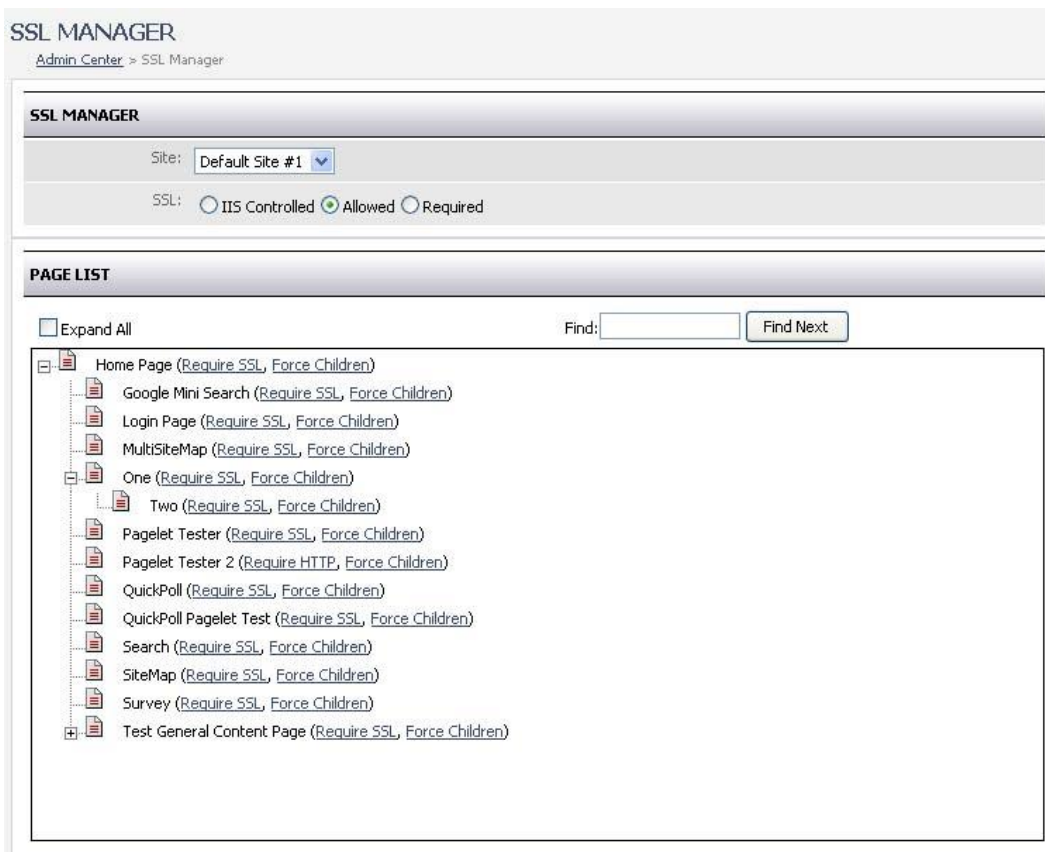 SSL MANAGER
Admin Center > SSL Manager
SSL MANAGER
Site: Default Site #1
SSL: IIS Controlled Allowed Required
PAGE LIST
Expand All Find: Find Next
Home Page (Require SSL, Force Children)
Google Mini Search (Require SSL, Force Children)
Login Page (Require SSL, Force Children)
MultiSiteMap (Require SSL, Force Children)
One (Require SSL, Force Children)
Two (Require SSL, Force Children)
Pagelet Tester (Require SSL, Force Children)
Pagelet Tester 2 (Require HTTP, Force Children)
QuickPoll (Require SSL, Force Children)
QuickPoll Pagelet Test (Require SSL, Force Children)
Search (Require SSL, Force Children)
SiteMap (Require SSL, Force Children)
Survey (Require SSL, Force Children)
Test General Content Page (Require SSL, Force Children)